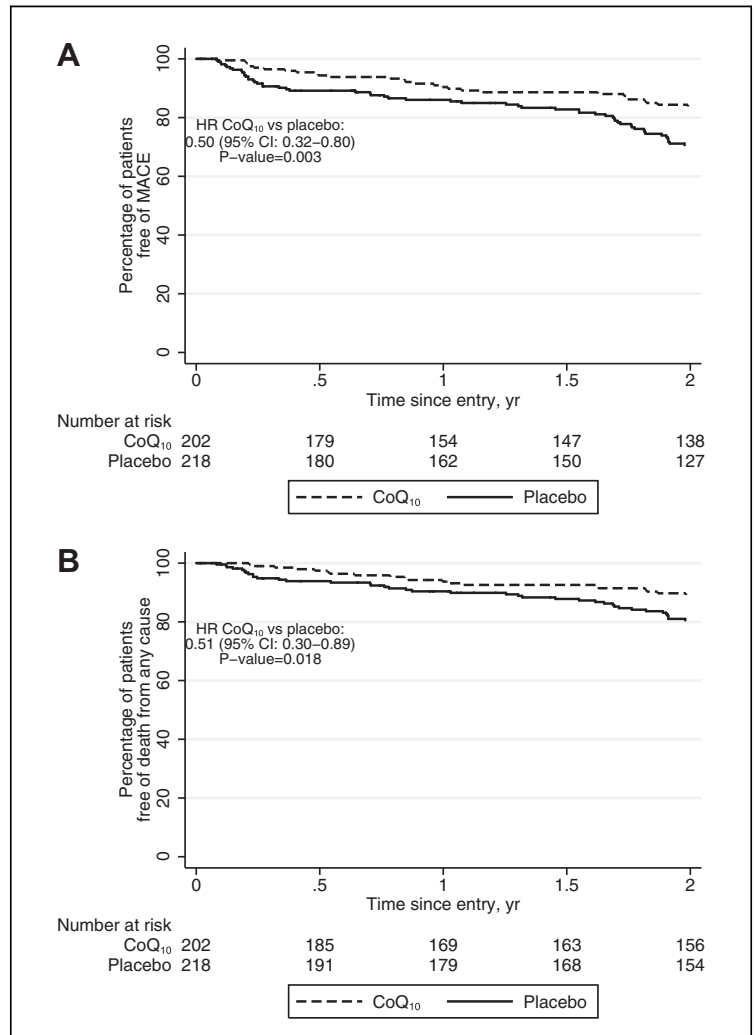 A
Percentage of patients
free of MACE
100
80
60
40
20
0
HR CoQ₁₀ vs placebo:
0.50 (95% CI: 0.32–0.80)
P–value=0.003
0 .5 1 1.5 2
Time since entry, yr
Number at risk
CoQ₁₀ 202 179 154 147 138
Placebo 218 180 162 150 127
CoQ₁₀ Placebo
B
Percentage of patients
free of death from any cause
100
80
60
40
20
0
HR CoQ₁₀ vs placebo:
0.51 (95% CI: 0.30–0.89)
P–value=0.018
0 .5 1 1.5 2
Time since entry, yr
Number at risk
CoQ₁₀ 202 185 169 163 156
Placebo 218 191 179 168 154
CoQ₁₀ Placebo